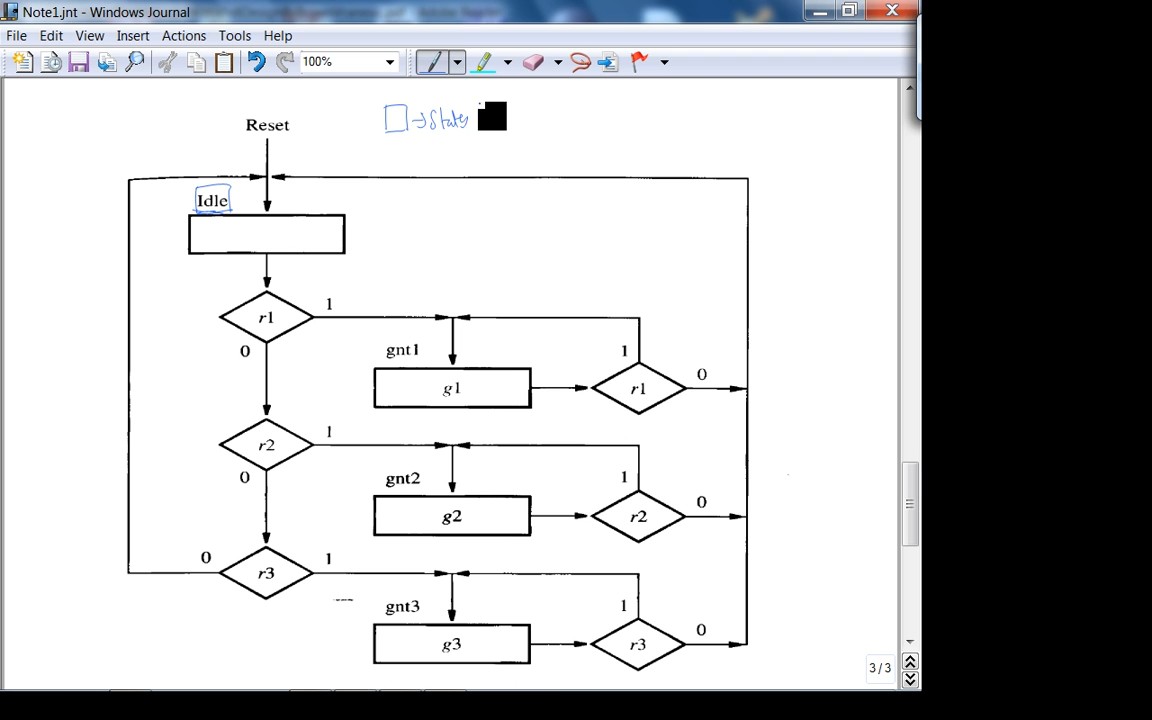 Note1.jnt - Windows Journal
File Edit View Insert Actions Tools Help
100%
Reset
→ States
Idle
r1
1
0
gnt1
g1
1
r1
0
r2
1
0
gnt2
g2
1
r2
0
0
r3
1
gnt3
g3
1
r3
0
3/3